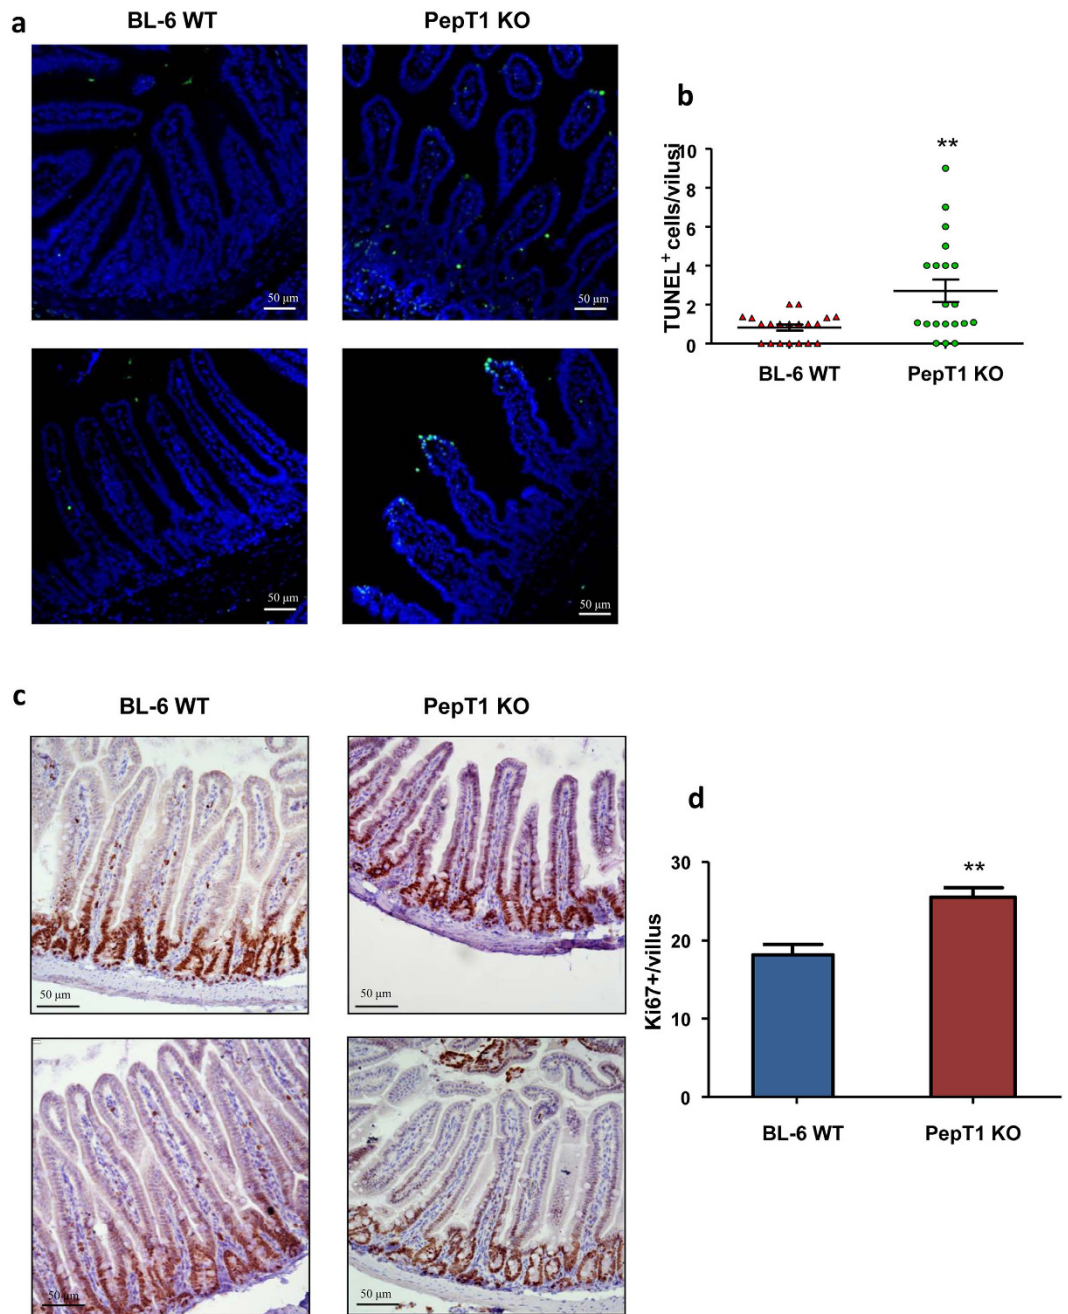 a
BL-6 WT
PepT1 KO
50 μm
50 μm
50 μm
50 μm
b
TUNEL+ cells/vilusi
10
8
6
4
2
0
**
BL-6 WT
PepT1 KO
c
BL-6 WT
PepT1 KO
50 μm
50 μm
50 μm
50 μm
d
Ki67+/villus
30
20
10
0
**
BL-6 WT
PepT1 KO